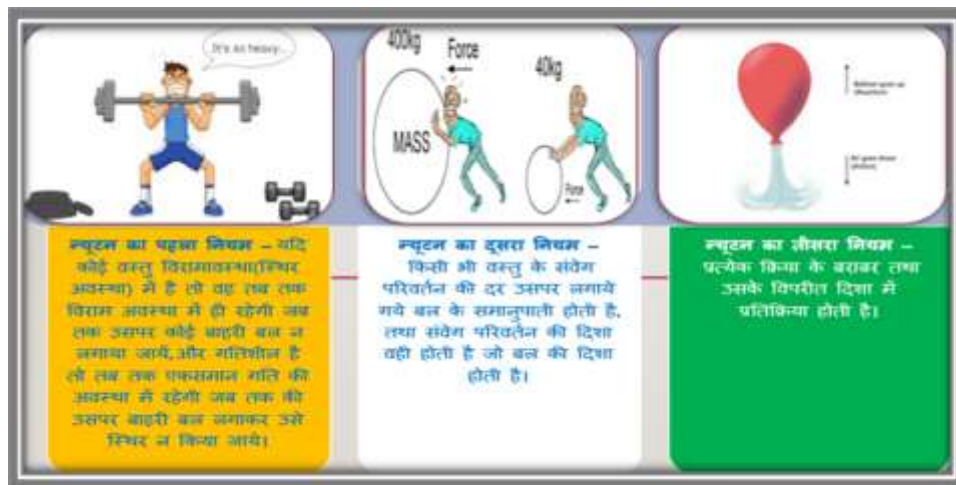 It's so heavy...
400kg
Force
MASS
40kg
Force
न्यूटन का पहला नियम – यदि
कोई वस्तु विरामावस्था(स्थिर
अवस्था) में है तो वह तब तक
विराम अवस्था में ही रहेगी जब
तक उसपर कोई बाहरी बल न
लगाया जायें,और गतिशील है
तो तब तक एकसमान गति की
अवस्था में रहेगी जब तक की
उसपर बाहरी बल लगाकर उसे
स्थिर न किया जाये।
न्यूटन का दूसरा नियम –
किसी भी वस्तु के संवेग
परिवर्तन की दर उसपर लगाये
गये बल के समानुपाती होती है,
तथा संवेग परिवर्तन की दिशा
वही होती है जो बल की दिशा
होती है।
न्यूटन का तीसरा नियम –
प्रत्येक क्रिया के बराबर तथा
उसके विपरीत दिशा में
प्रतिक्रिया होती है।